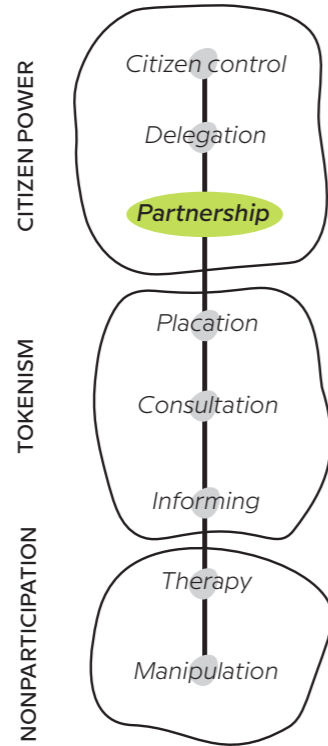 CITIZEN POWER
Citizen control
Delegation
Partnership
TOKENISM
Placation
Consultation
Informing
NONPARTICIPATION
Therapy
Manipulation